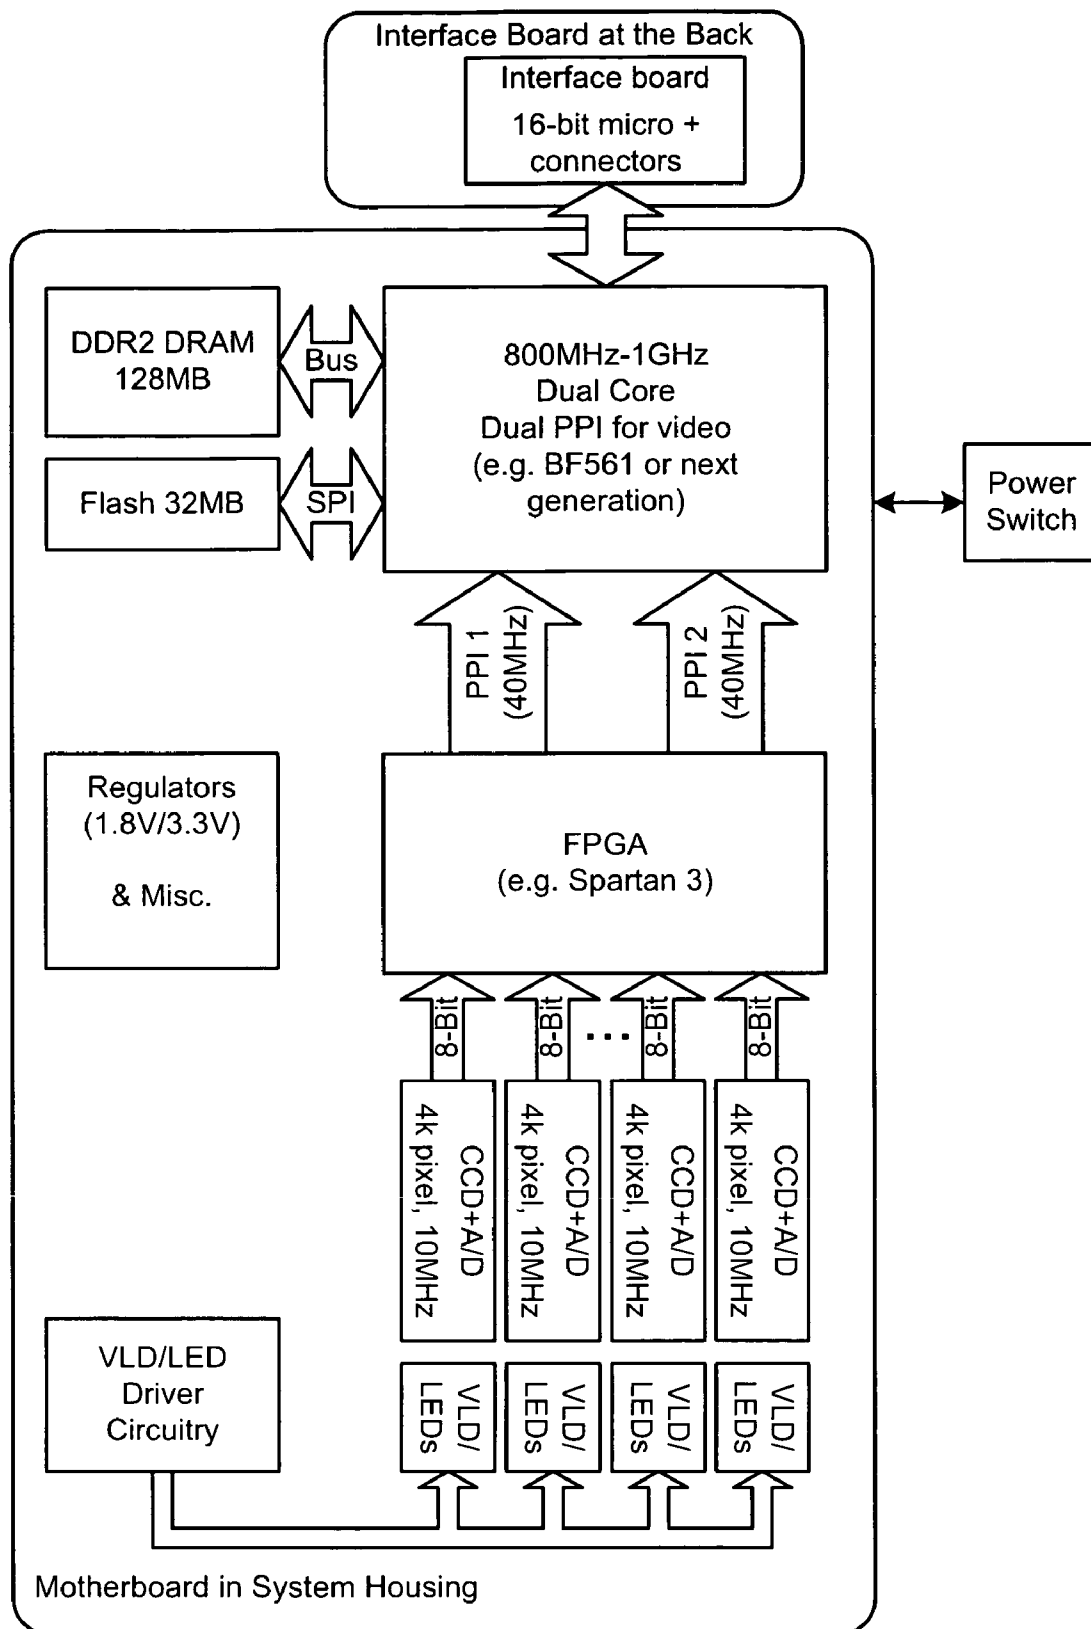 Interface Board at the Back
Interface board
16-bit micro +
connectors
DDR2 DRAM
128MB
Bus
800MHz-1GHz
Dual Core
Dual PPI for video
(e.g. BF561 or next
generation)
Flash 32MB
SPI
Power
Switch
PPI 1
(40MHz)
PPI 2
(40MHz)
Regulators
(1.8V/3.3V)
& Misc.
FPGA
(e.g. Spartan 3)
8-Bit
8-Bit
...
8-Bit
8-Bit
CCD+A/D
4k pixel, 10MHz
CCD+A/D
4k pixel, 10MHz
CCD+A/D
4k pixel, 10MHz
CCD+A/D
4k pixel, 10MHz
VLD/LED
Driver
Circuitry
VLD/
LEDs
VLD/
LEDs
VLD/
LEDs
VLD/
LEDs
Motherboard in System Housing